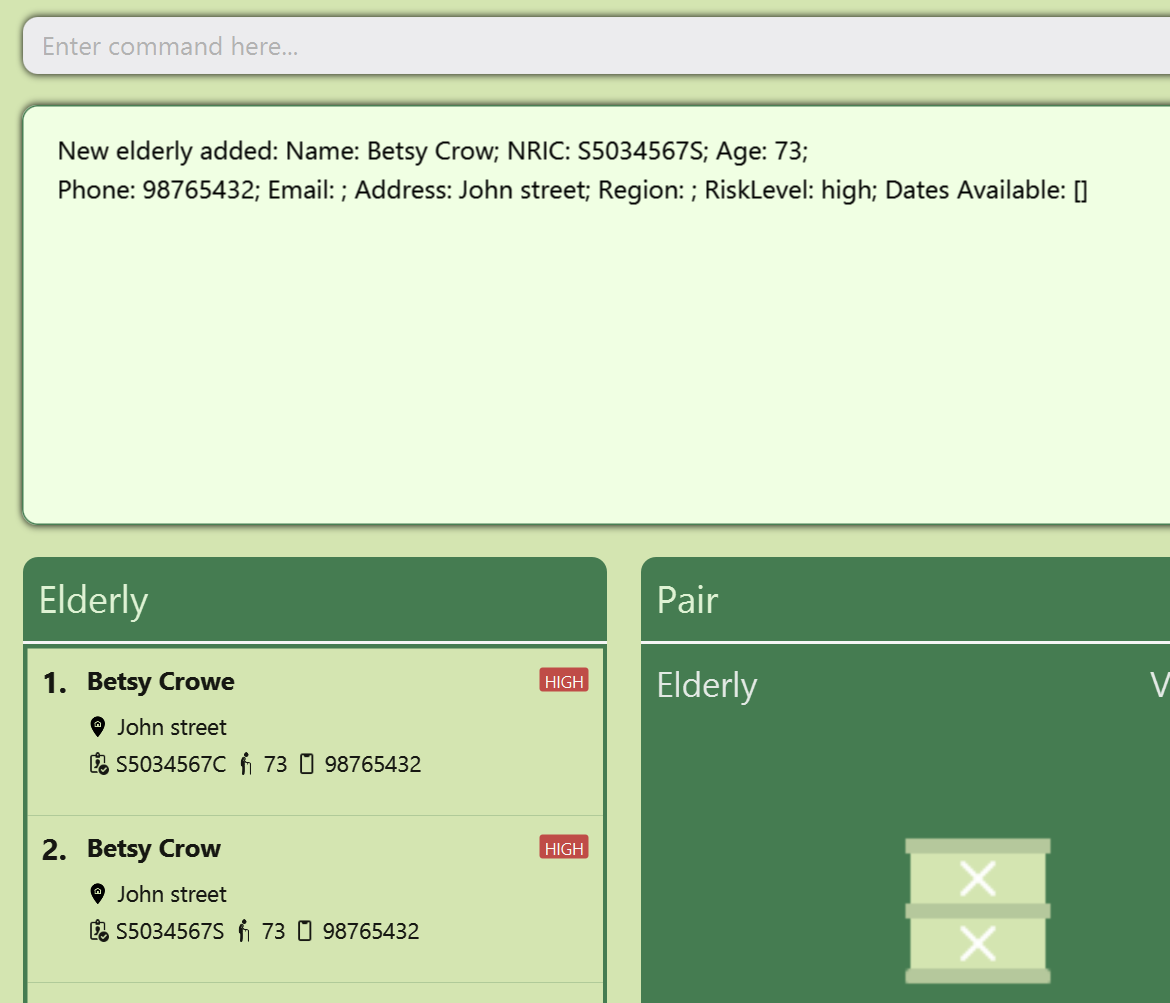 Enter command here...
New elderly added: Name: Betsy Crow; NRIC: S5034567S; Age: 73;
Phone: 98765432; Email: ; Address: John street; Region: ; RiskLevel: high; Dates Available: []
Elderly
1. Betsy Crowe HIGH
John street
S5034567C 73 98765432
2. Betsy Crow HIGH
John street
S5034567S 73 98765432
Pair
Elderly